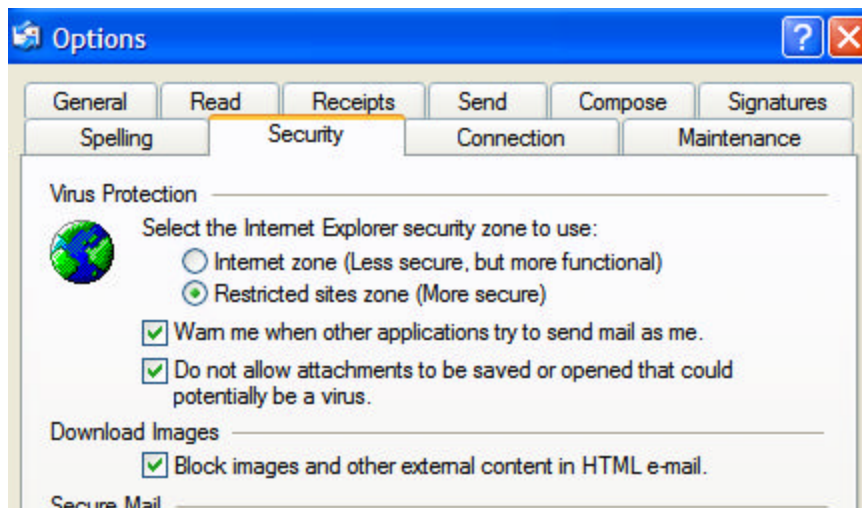 Options
General Read Receipts Send Compose Signatures
Spelling Security Connection Maintenance
Virus Protection
Select the Internet Explorer security zone to use:
Internet zone (Less secure, but more functional)
Restricted sites zone (More secure)
Warn me when other applications try to send mail as me.
Do not allow attachments to be saved or opened that could
potentially be a virus.
Download Images
Block images and other external content in HTML e-mail.
Secure Mail